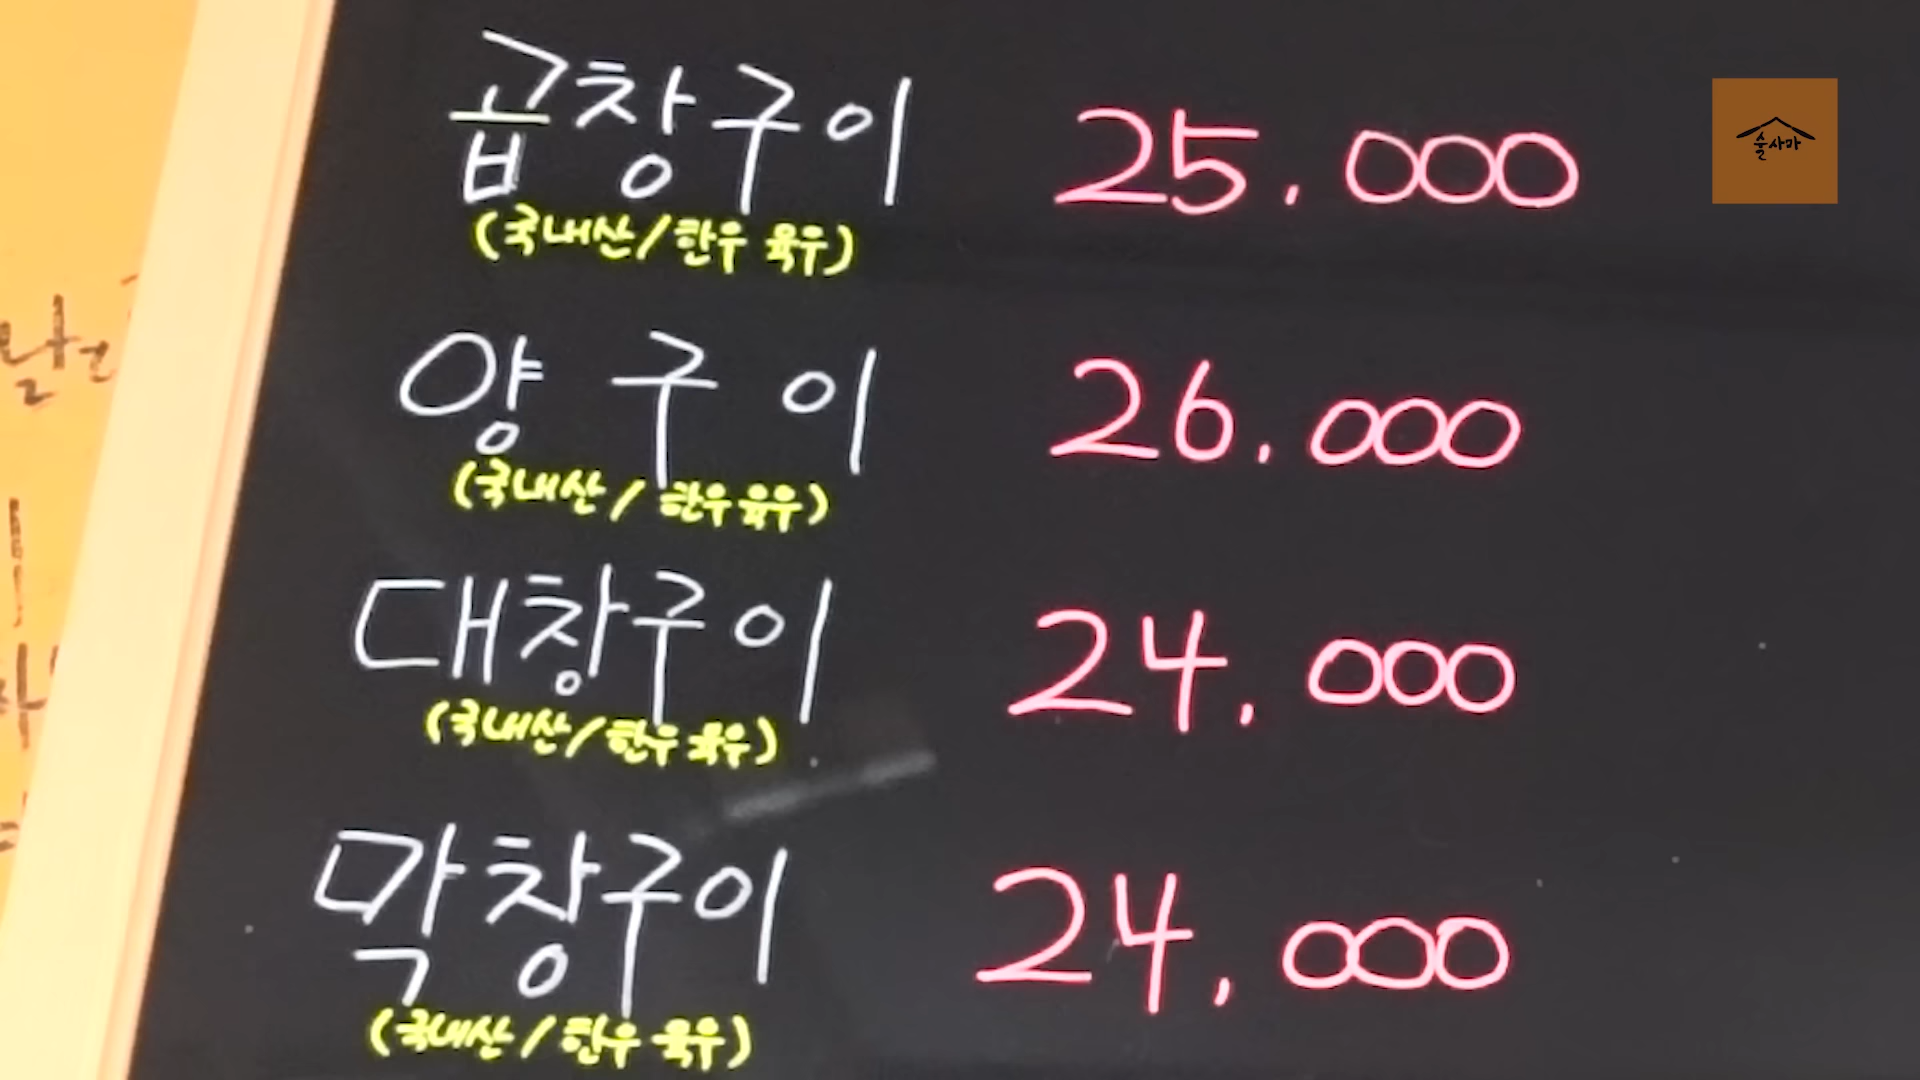 곱창구이 25.000
(국내산/한우 육우)
양 구 이 26.000
(국내산/한우 육우)
대창구이 24.000
(국내산/한우 육우)
막창구이 24,000
(국내산/한우 육우)
술사마